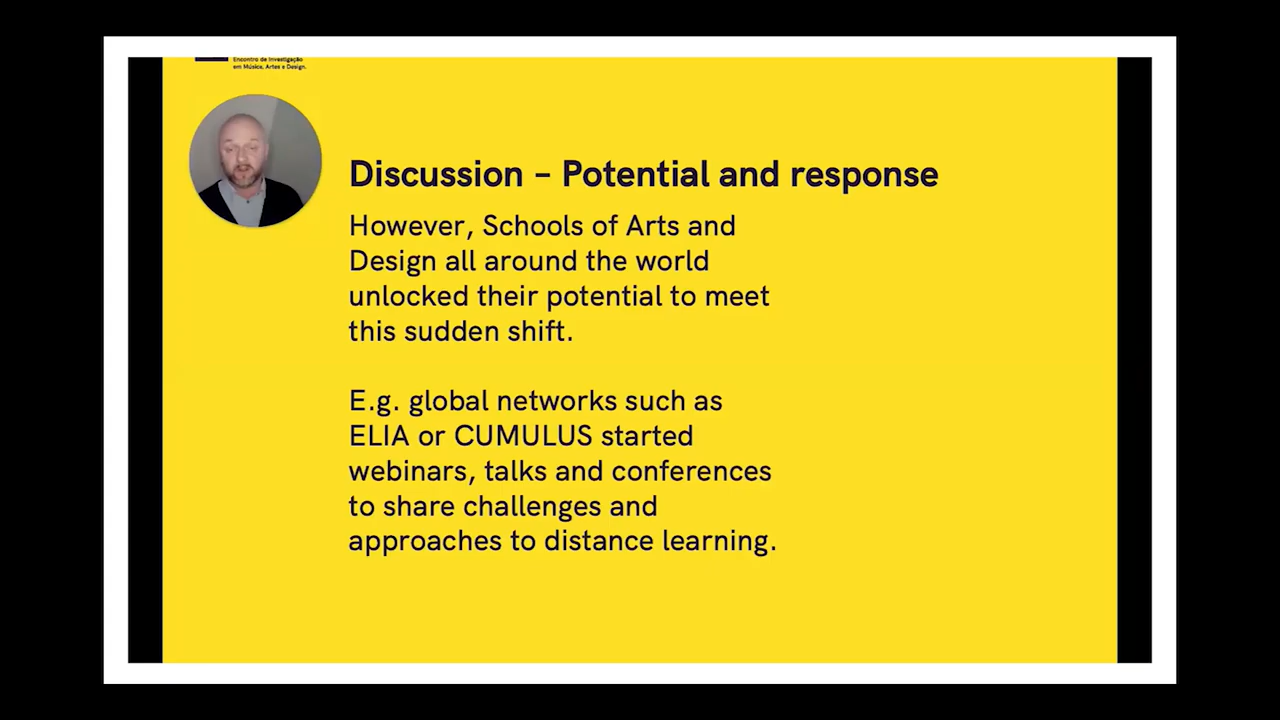 Encontro de Investigação
em Música, Artes e Design.
Discussion – Potential and response
However, Schools of Arts and
Design all around the world
unlocked their potential to meet
this sudden shift.
E.g. global networks such as
ELIA or CUMULUS started
webinars, talks and conferences
to share challenges and
approaches to distance learning.